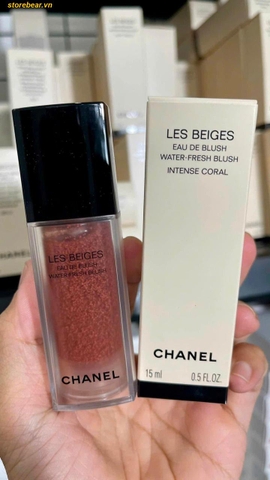 storebear.vn
LES BEIGES
EAU DE BLUSH
WATER-FRESH BLUSH
CHANEL
LES BEIGES
EAU DE BLUSH
WATER-FRESH BLUSH
INTENSE CORAL
CHANEL
15 ml 0.5 FL.OZ.
CHANEL